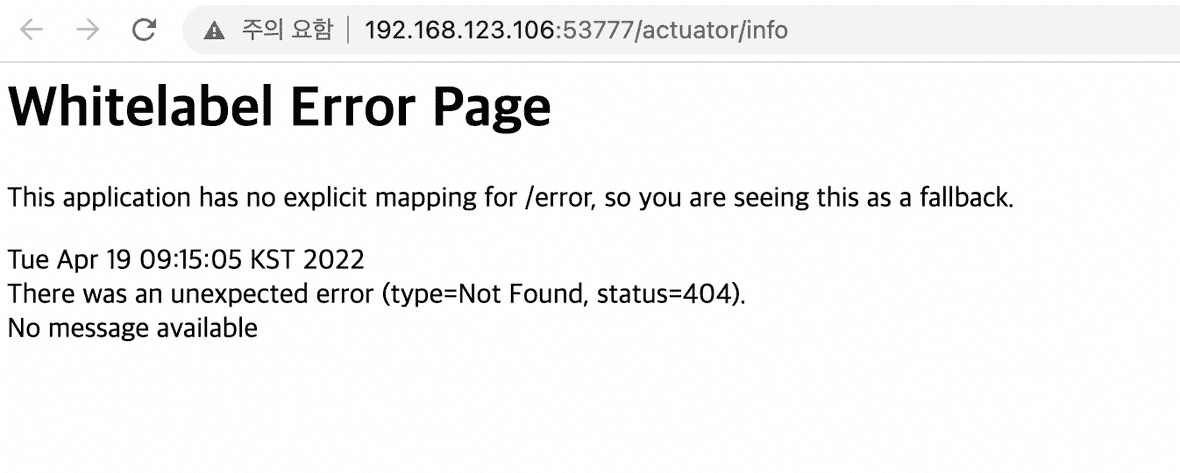 주의 요함 192.168.123.106:53777/actuator/info
Whitelabel Error Page
This application has no explicit mapping for /error, so you are seeing this as a fallback.
Tue Apr 19 09:15:05 KST 2022
There was an unexpected error (type=Not Found, status=404).
No message available